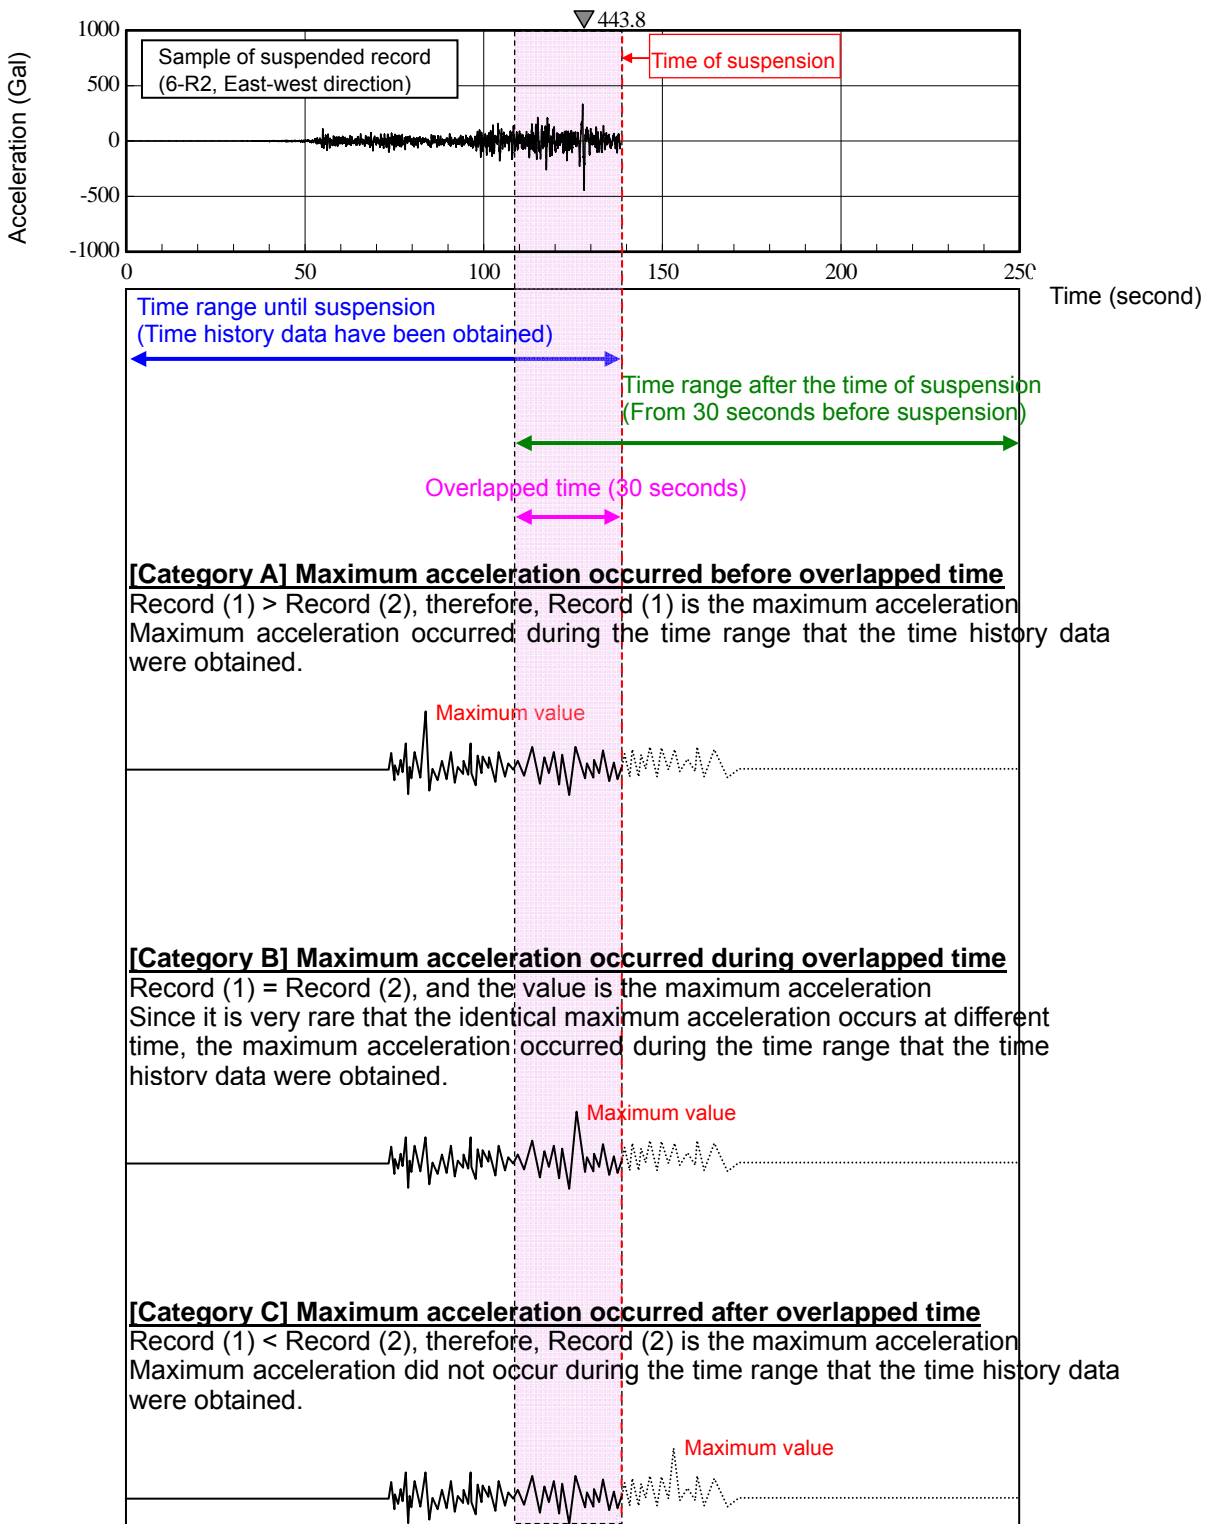 443.8
1000
Sample of suspended record
(6-R2, East-west direction)
Time of suspension
500
0
-500
-1000
Acceleration (Gal)
0 50 100 150 200 250
Time (second)
Time range until suspension
(Time history data have been obtained)
Time range after the time of suspension
(From 30 seconds before suspension)
Overlapped time (30 seconds)
[Category A] Maximum acceleration occurred before overlapped time
Record (1) > Record (2), therefore, Record (1) is the maximum acceleration
Maximum acceleration occurred during the time range that the time history data
were obtained.
Maximum value
[Category B] Maximum acceleration occurred during overlapped time
Record (1) = Record (2), and the value is the maximum acceleration
Since it is very rare that the identical maximum acceleration occurs at different
time, the maximum acceleration occurred during the time range that the time
history data were obtained.
Maximum value
[Category C] Maximum acceleration occurred after overlapped time
Record (1) < Record (2), therefore, Record (2) is the maximum acceleration
Maximum acceleration did not occur during the time range that the time history data
were obtained.
Maximum value